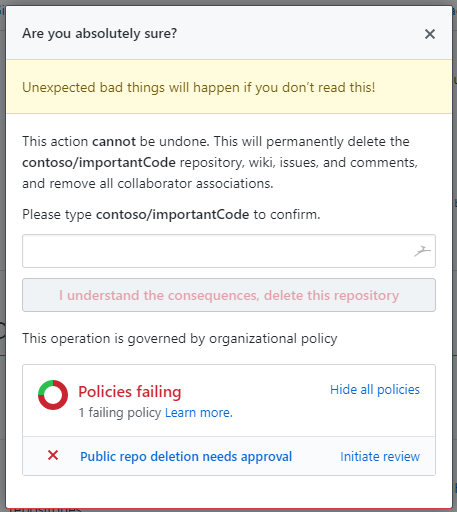 Are you absolutely sure?
Unexpected bad things will happen if you don’t read this!
This action cannot be undone. This will permanently delete the
contoso/importantCode repository, wiki, issues, and comments,
and remove all collaborator associations.
Please type contoso/importantCode to confirm.
I understand the consequences, delete this repository
This operation is governed by organizational policy
Policies failing
Hide all policies
1 failing policy Learn more.
Public repo deletion needs approval
Initiate review